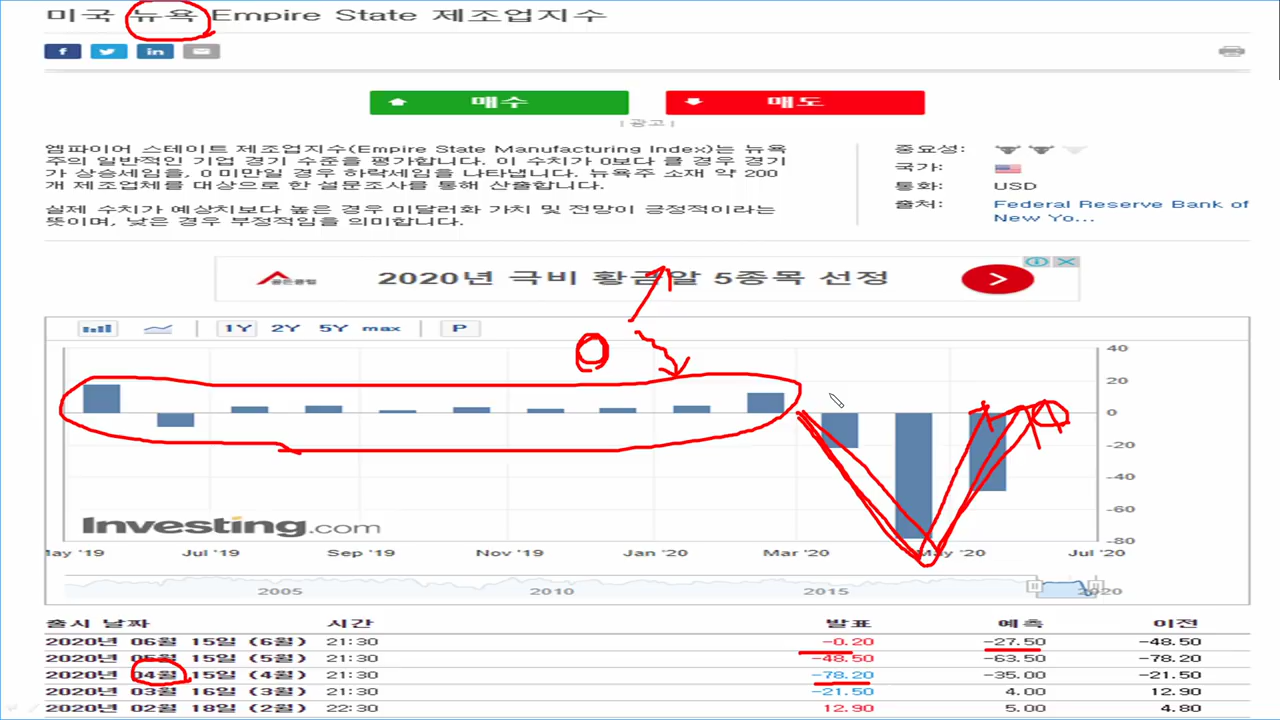 미국 뉴욕 Empire State 제조업지수
매수 매도
[광고]
엠파이어 스테이트 제조업지수(Empire State Manufacturing Index)는 뉴욕
주의 일반적인 기업 경기 수준을 평가합니다. 이 수치가 0보다 클 경우 경기
가 상승세임을, 0 미만일 경우 하락세임을 나타냅니다. 뉴욕주 소재 약 200
개 제조업체를 대상으로 한 설문조사를 통해 산출합니다.
실제 수치가 예상치보다 높은 경우 미달러화 가치 및 전망이 긍정적이라는
뜻이며, 낮은 경우 부정적임을 의미합니다.
중요성:
국가:
통화: USD
출처: Federal Reserve Bank of
New Yo...
2020년 극비 황금알 5종목 선정
1Y 2Y 5Y max P
0
40
20
0
-20
-40
-60
-80
Investing.com
May '19 Jul '19 Sep '19 Nov '19 Jan '20 Mar '20 May '20 Jul '20
2005 2010 2015 2020
출시 날짜 시간 발표 예측 이전
2020년 06월 15일 (6월) 21:30 -0.20 -27.50 -48.50
2020년 05월 15일 (5월) 21:30 -48.50 -63.50 -78.20
2020년 04월 15일 (4월) 21:30 -78.20 -35.00 -21.50
2020년 03월 16일 (3월) 21:30 -21.50 4.00 12.90
2020년 02월 18일 (2월) 22:30 12.90 5.00 4.80